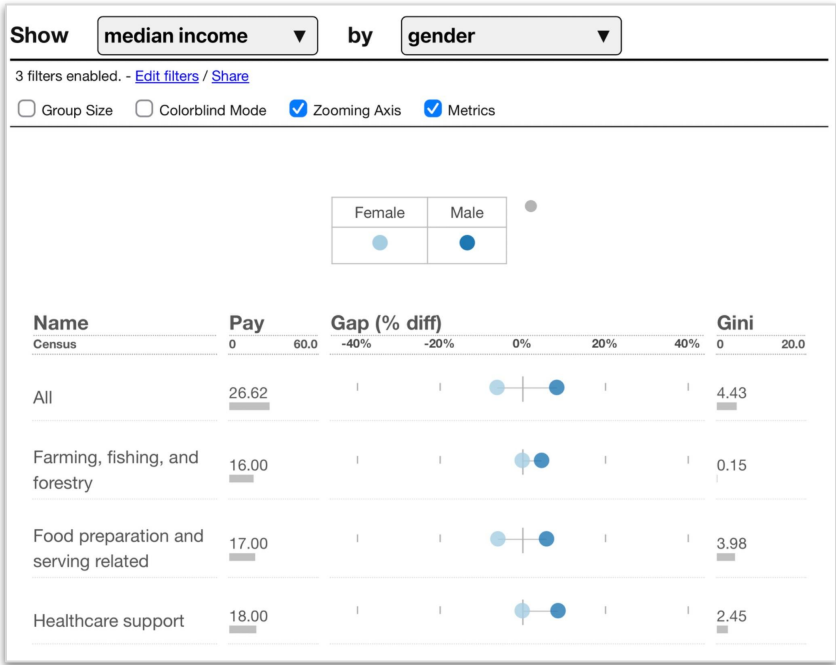 Show median income ▼ by gender ▼
3 filters enabled. - Edit filters / Share
Group Size Colorblind Mode Zooming Axis Metrics
Female Male
Name Pay Gap (% diff) Gini
Census 0 60.0 -40% -20% 0% 20% 40% 0 20.0
All 26.62 4.43
Farming, fishing, and
forestry 16.00 0.15
Food preparation and
serving related 17.00 3.98
Healthcare support 18.00 2.45